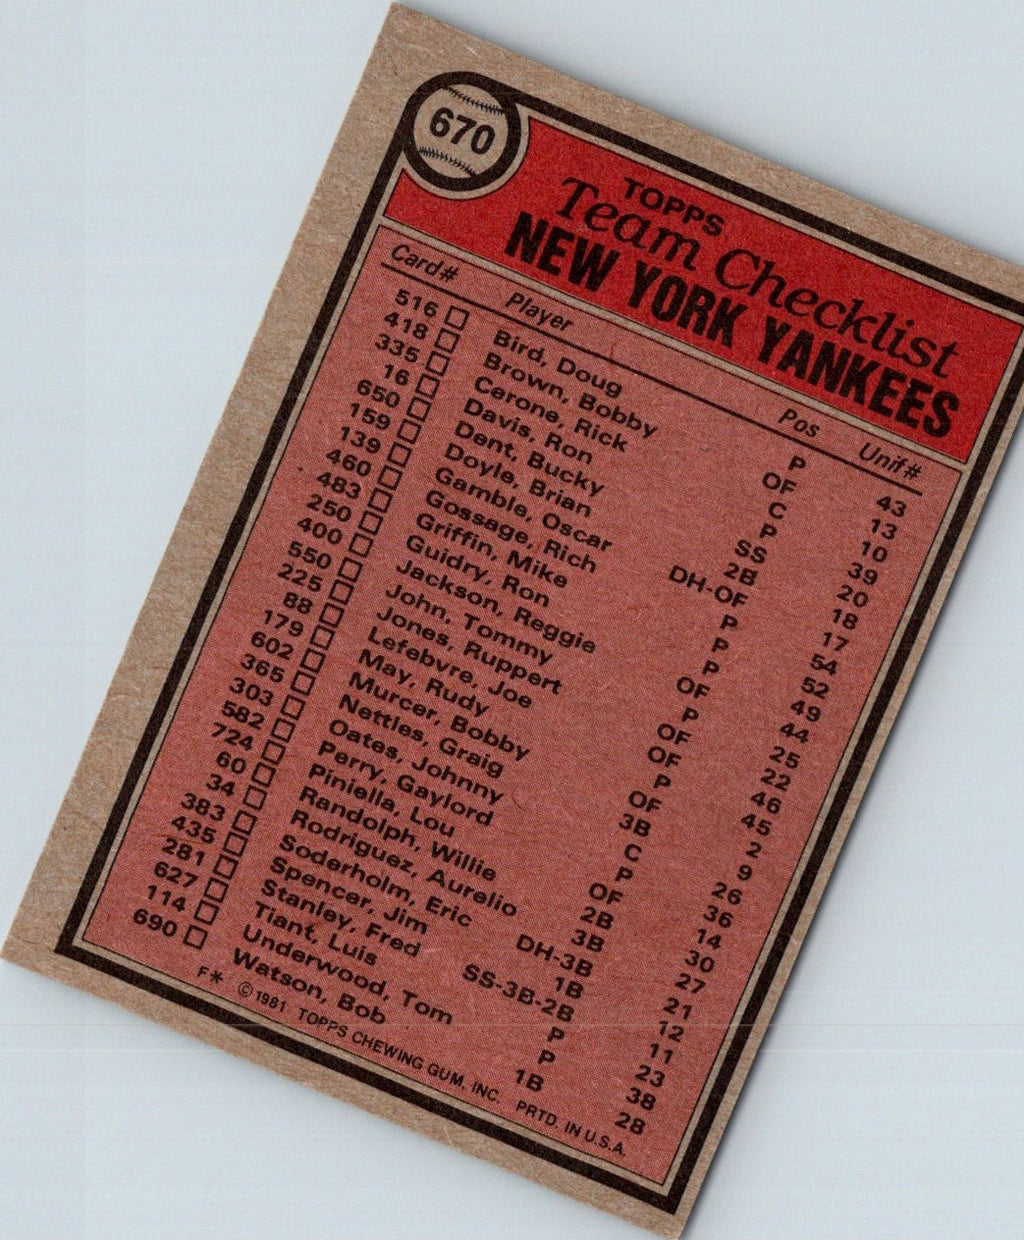 670
TOPPS
Team Checklist
NEW YORK YANKEES
Card# Player Pos Unif#
516 Bird, Doug P 43
418 Brown, Bobby OF 13
335 Cerone, Rick C 10
16 Davis, Ron P 39
650 Dent, Bucky SS 20
159 Doyle, Brian 2B 18
139 Gamble, Oscar DH-OF 17
460 Gossage, Rich P 54
483 Griffin, Mike P 52
250 Guidry, Ron P 49
400 Jackson, Reggie OF 44
550 John, Tommy P 25
225 Jones, Ruppert OF 22
88 Lefebvre, Joe OF 46
179 May, Rudy P 45
602 Murcer, Bobby OF 2
365 Nettles, Graig 3B 9
303 Oates, Johnny C 26
582 Perry, Gaylord P 36
724 Piniella, Lou OF 14
60 Randolph, Willie 2B 30
34 Rodriguez, Aurelio 3B 27
383 Soderholm, Eric DH-3B 21
435 Spencer, Jim 1B 12
281 Stanley, Fred SS-3B-2B 11
627 Tiant, Luis P 23
114 Underwood, Tom P 38
690 Watson, Bob 1B 28
F* © 1981 TOPPS CHEWING GUM, INC. PRTD. IN U.S.A.